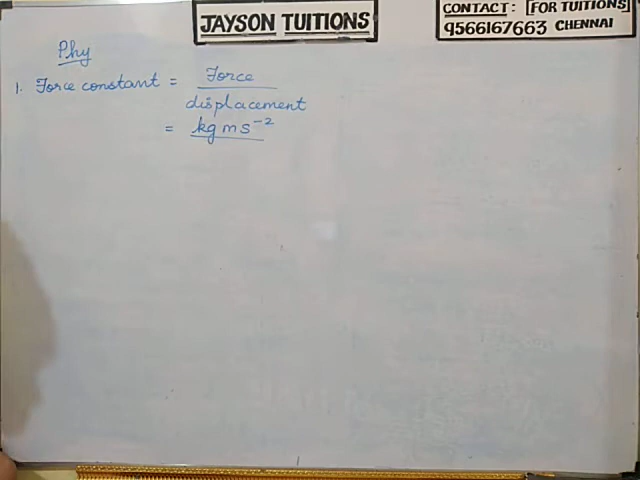 JAYSON TUITIONS
CONTACT: [FOR TUITIONS]
9566167663 CHENNAI
Phy
1. Force constant = Force
displacement
= kg m s⁻²